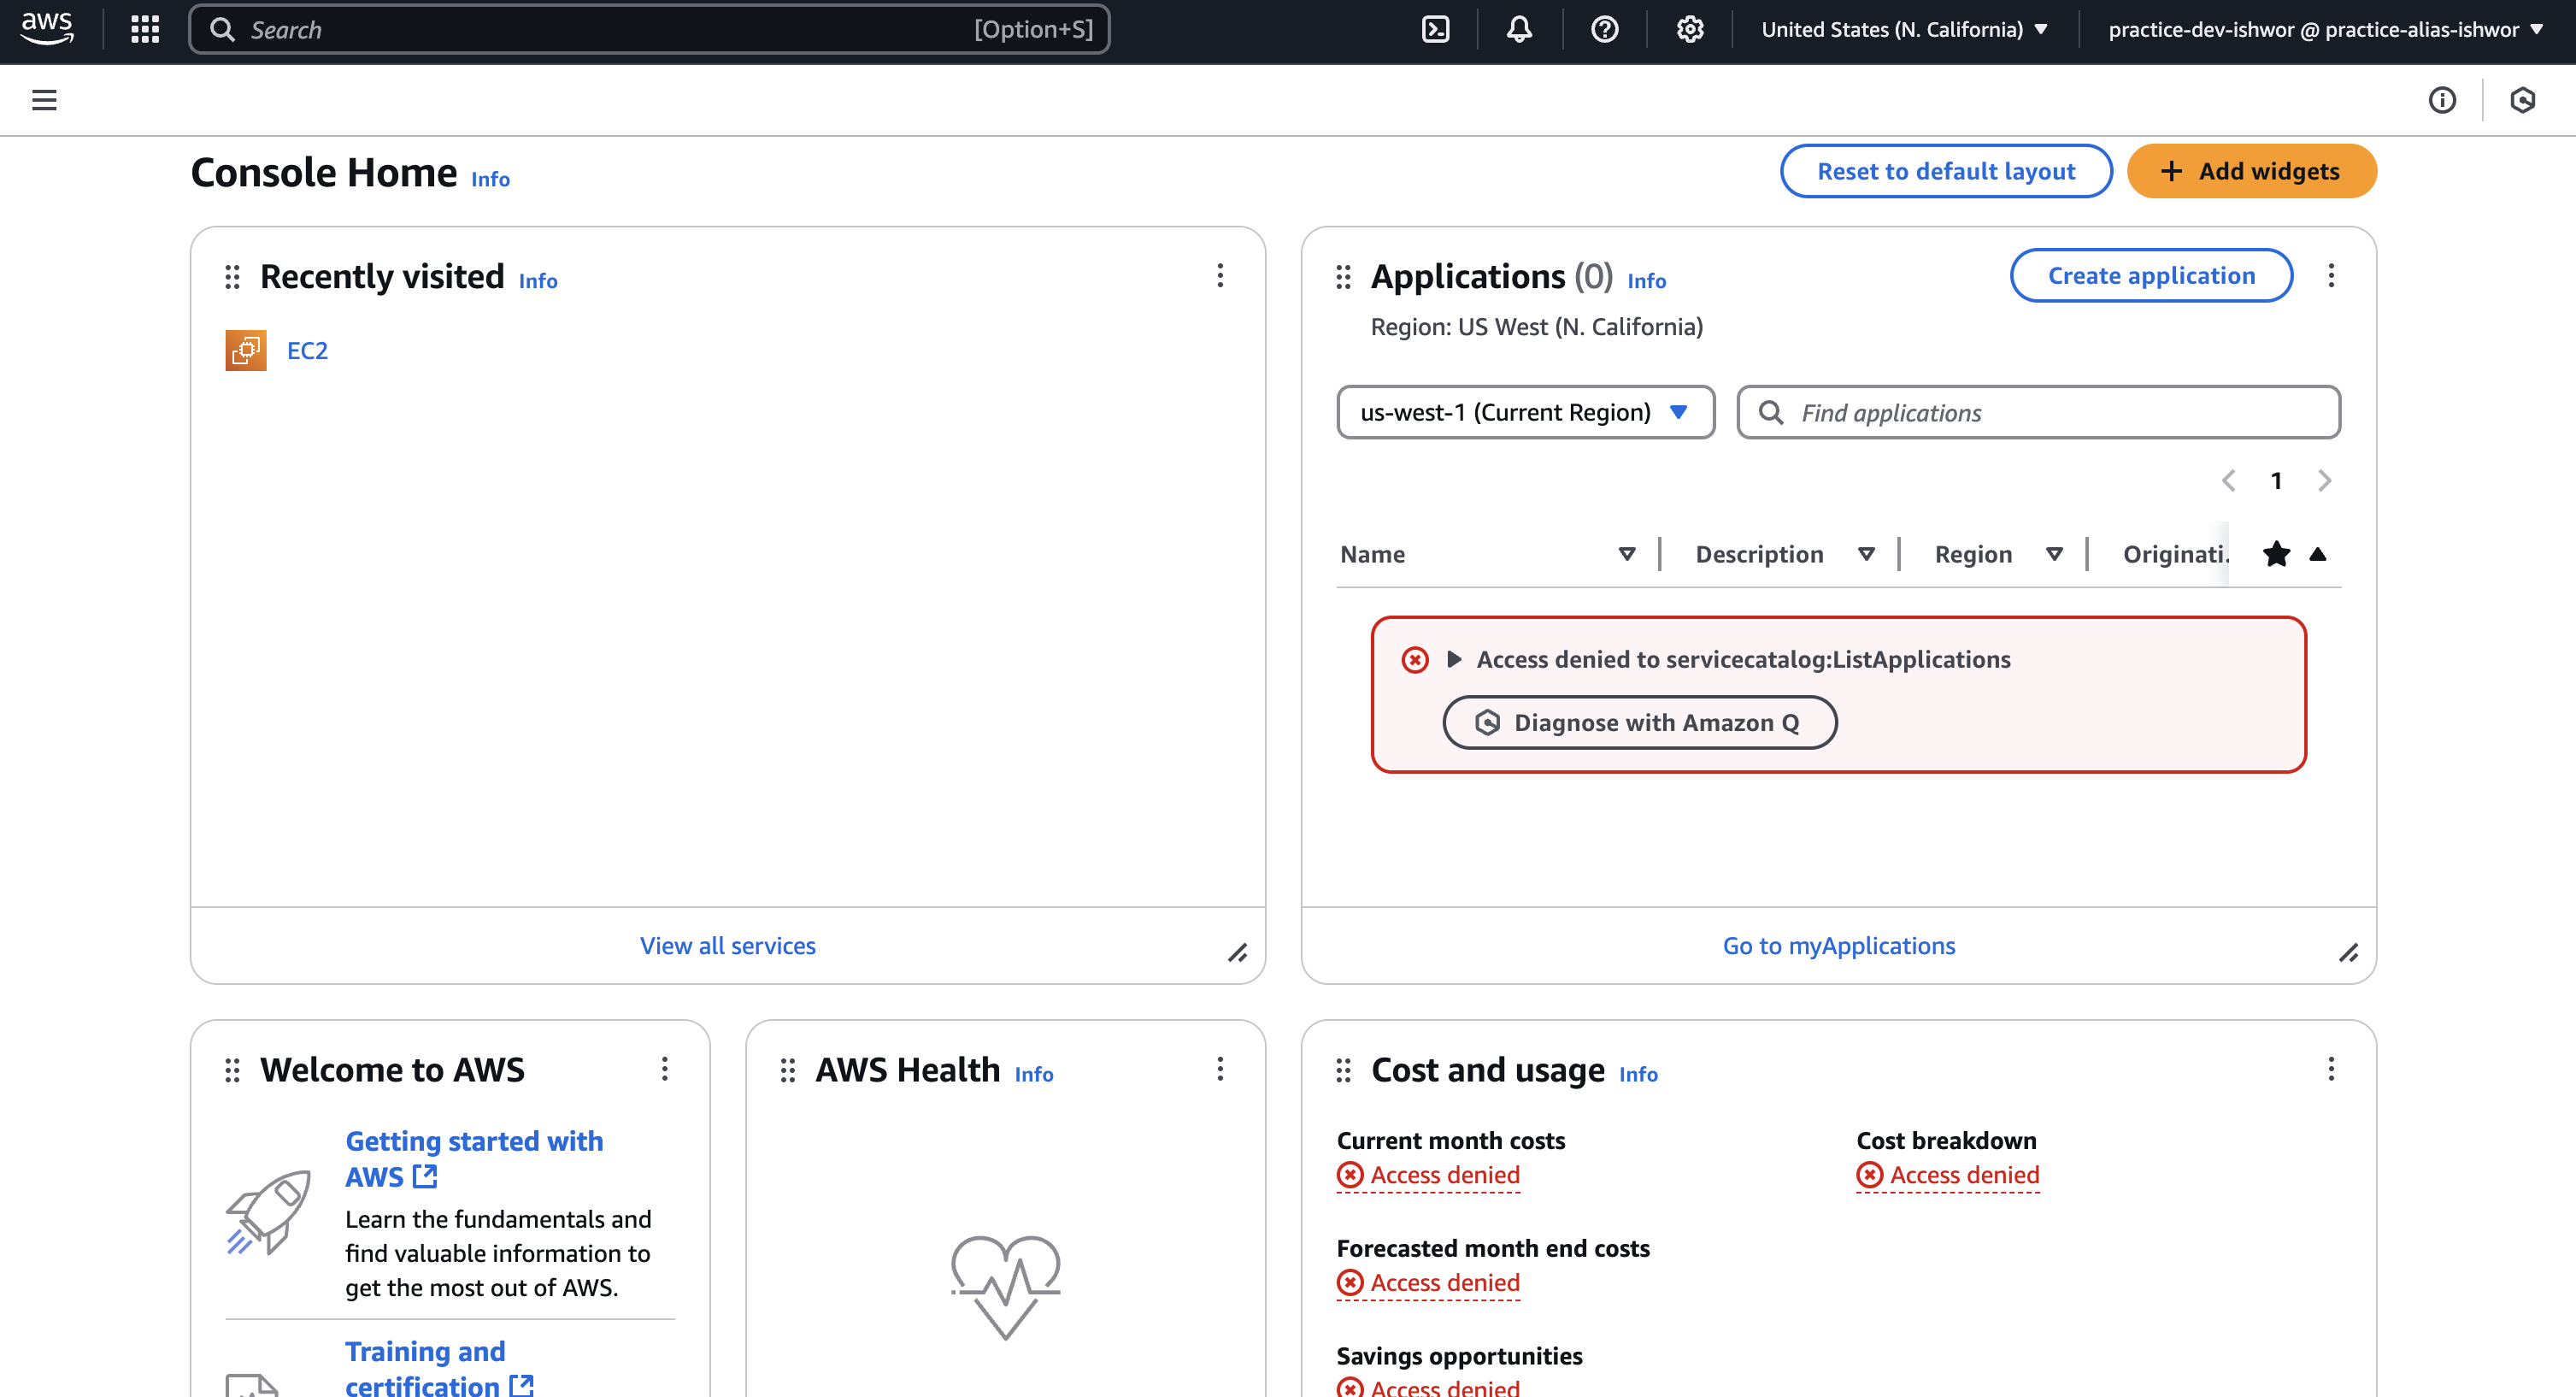 aws
Search
[Option+S]
United States (N. California)
practice-dev-ishwor @ practice-alias-ishwor
Console Home Info
Reset to default layout
Add widgets
Recently visited Info
EC2
View all services
Applications (0) Info
Create application
Region: US West (N. California)
us-west-1 (Current Region)
Find applications
1
Name
Description
Region
Originati.
Access denied to servicecatalog:ListApplications
Diagnose with Amazon Q
Go to myApplications
Welcome to AWS
Getting started with
AWS
Learn the fundamentals and
find valuable information to
get the most out of AWS.
Training and
certification
AWS Health Info
Cost and usage Info
Current month costs
Access denied
Cost breakdown
Access denied
Forecasted month end costs
Access denied
Savings opportunities
Access denied